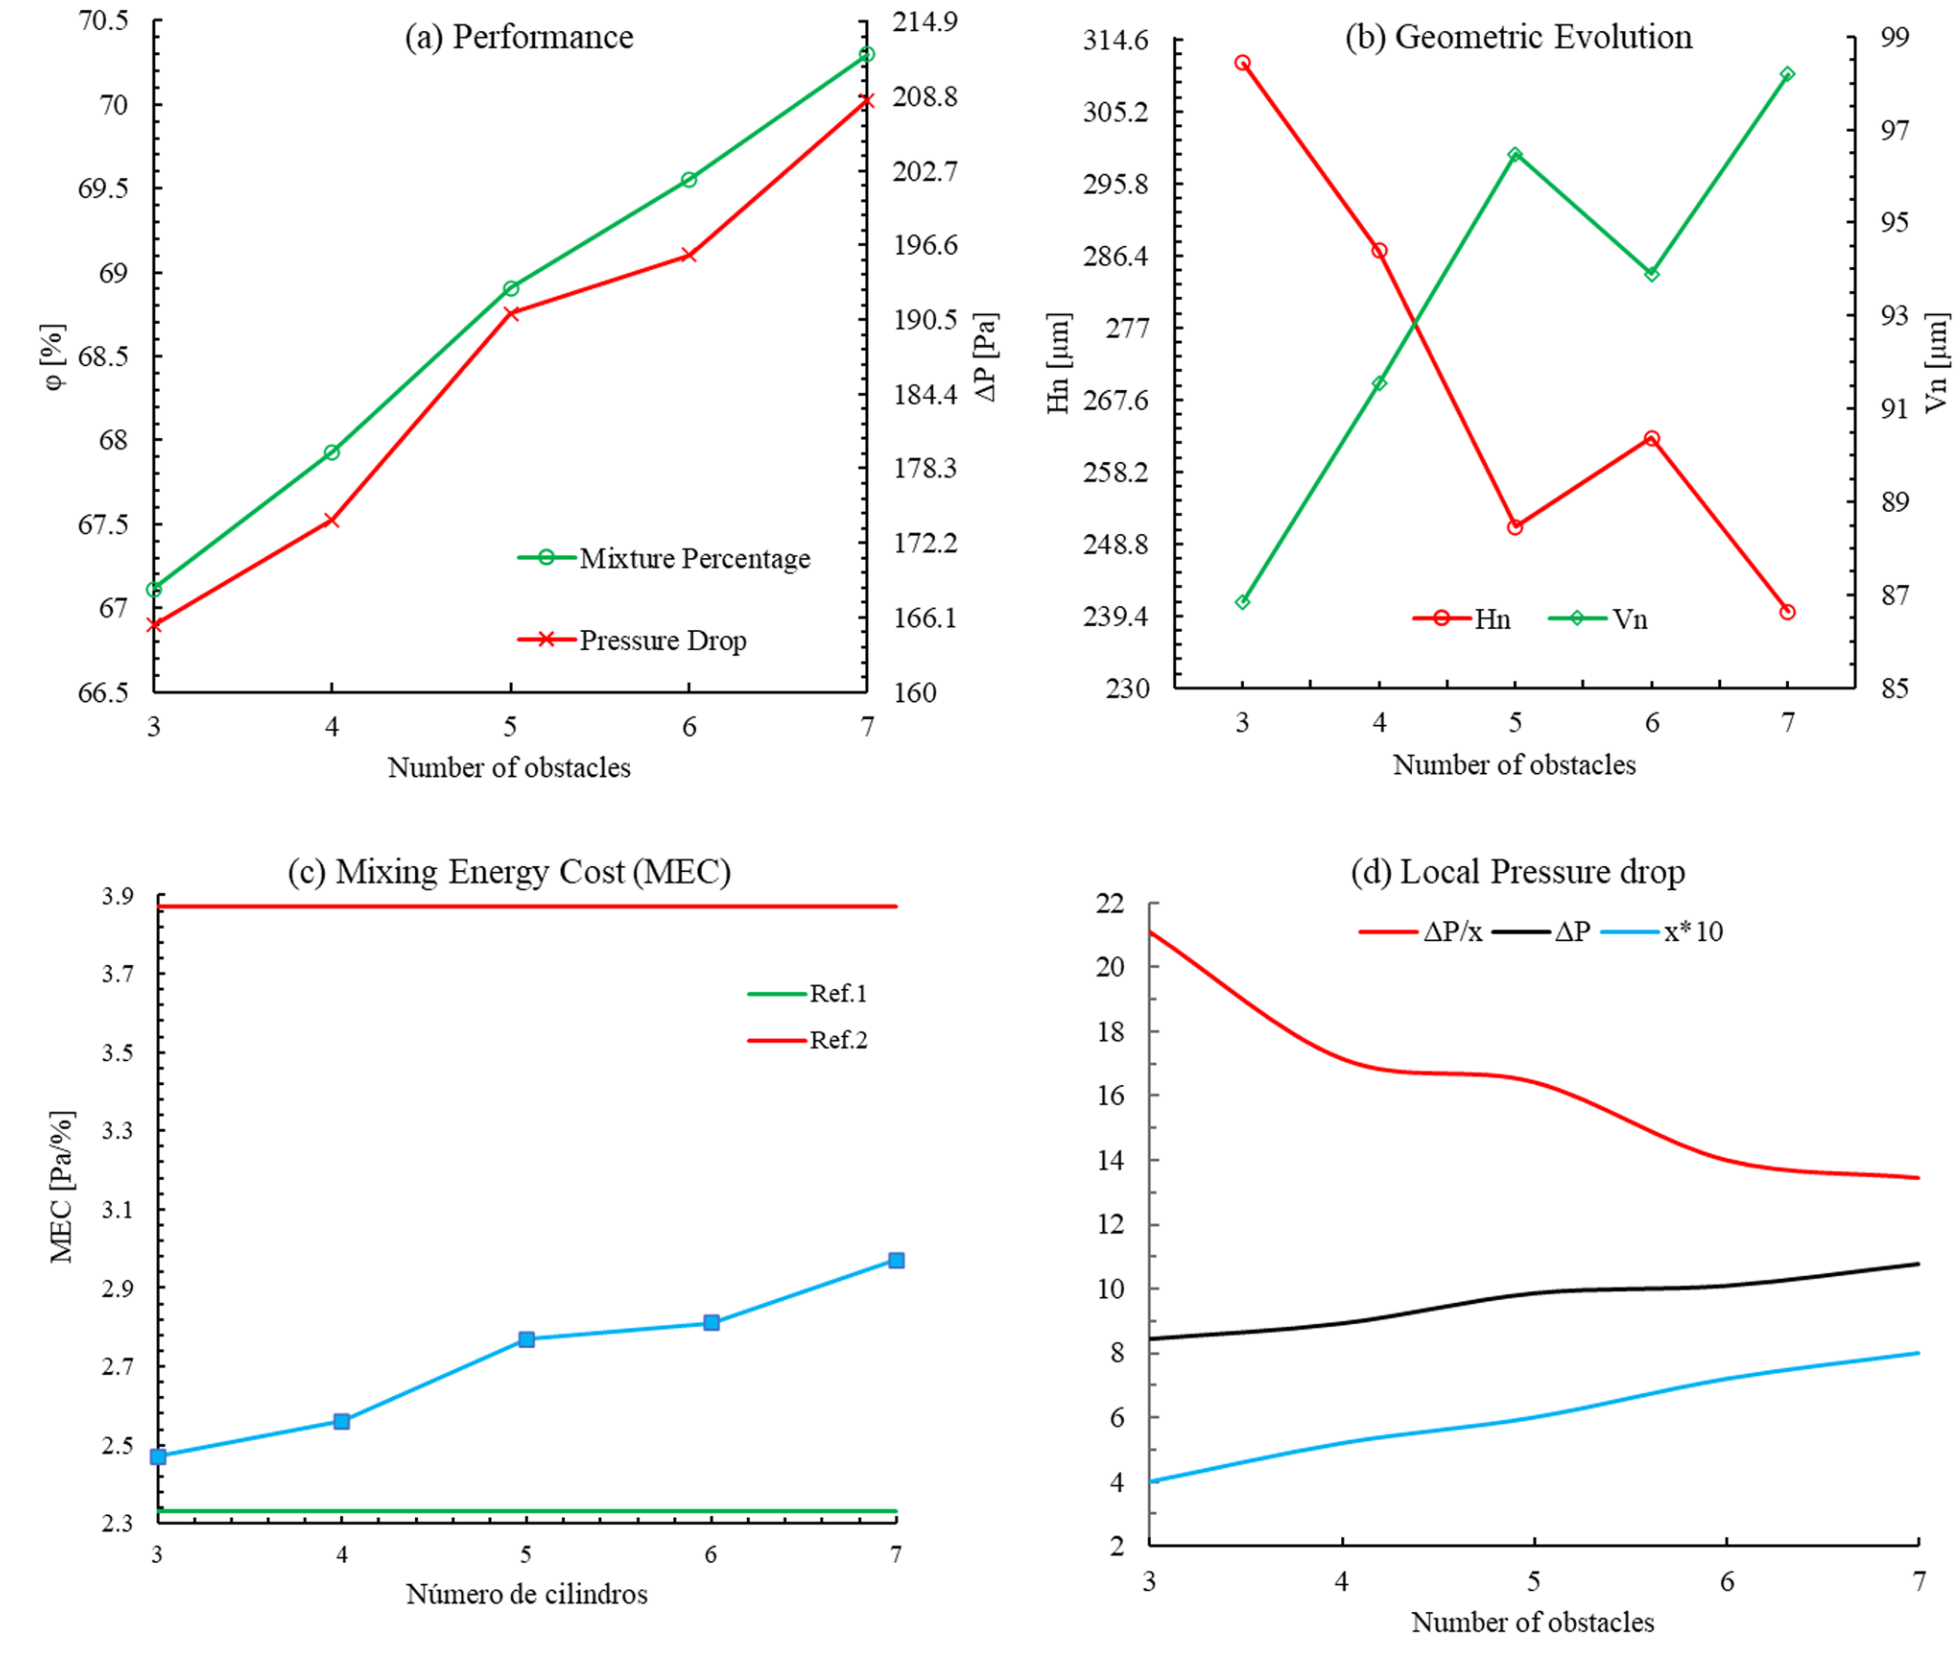 (a) Performance
70.5
70
69.5
69
68.5
68
67.5
67
66.5
φ [%]
214.9
208.8
202.7
196.6
190.5
184.4
178.3
172.2
166.1
160
ΔP [Pa]
Mixture Percentage
Pressure Drop
3 4 5 6 7
Number of obstacles
(b) Geometric Evolution
314.6
305.2
295.8
286.4
277
267.6
258.2
248.8
239.4
230
Hn [μm]
99
97
95
93
91
89
87
85
Vn [μm]
Hn Vn
3 4 5 6 7
Number of obstacles
(c) Mixing Energy Cost (MEC)
3.9
3.7
3.5
3.3
3.1
2.9
2.7
2.5
2.3
MEC [Pa/%]
Ref.1
Ref.2
3 4 5 6 7
Número de cilindros
(d) Local Pressure drop
22
20
18
16
14
12
10
8
6
4
2
ΔP/x ΔP x*10
3 4 5 6 7
Number of obstacles